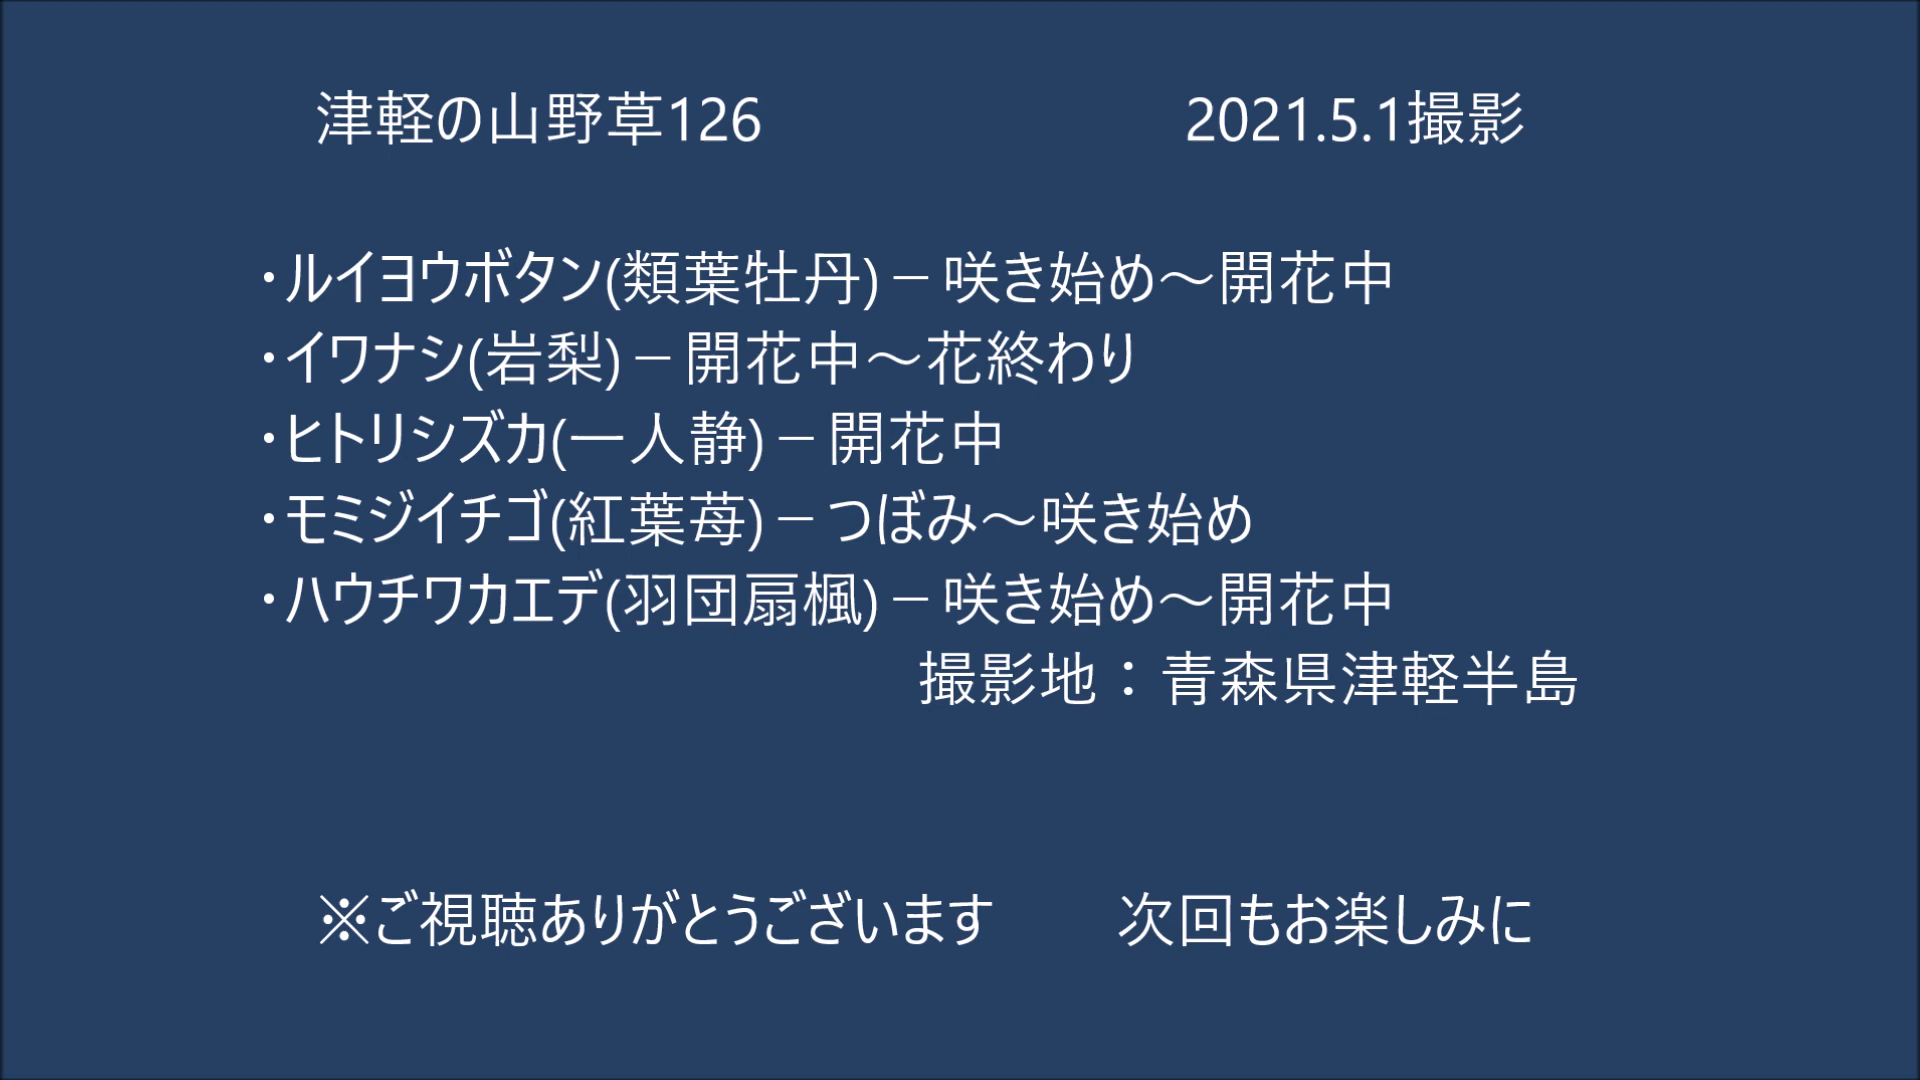 津軽の山野草126　2021.5.1撮影
・ルイヨウボタン(類葉牡丹)－咲き始め～開花中
・イワナシ(岩梨)－開花中～花終わり
・ヒトリシズカ(一人静)－開花中
・モミジイチゴ(紅葉苺)－つぼみ～咲き始め
・ハウチワカエデ(羽団扇楓)－咲き始め～開花中
撮影地：青森県津軽半島
※ご視聴ありがとうございます　次回もお楽しみに